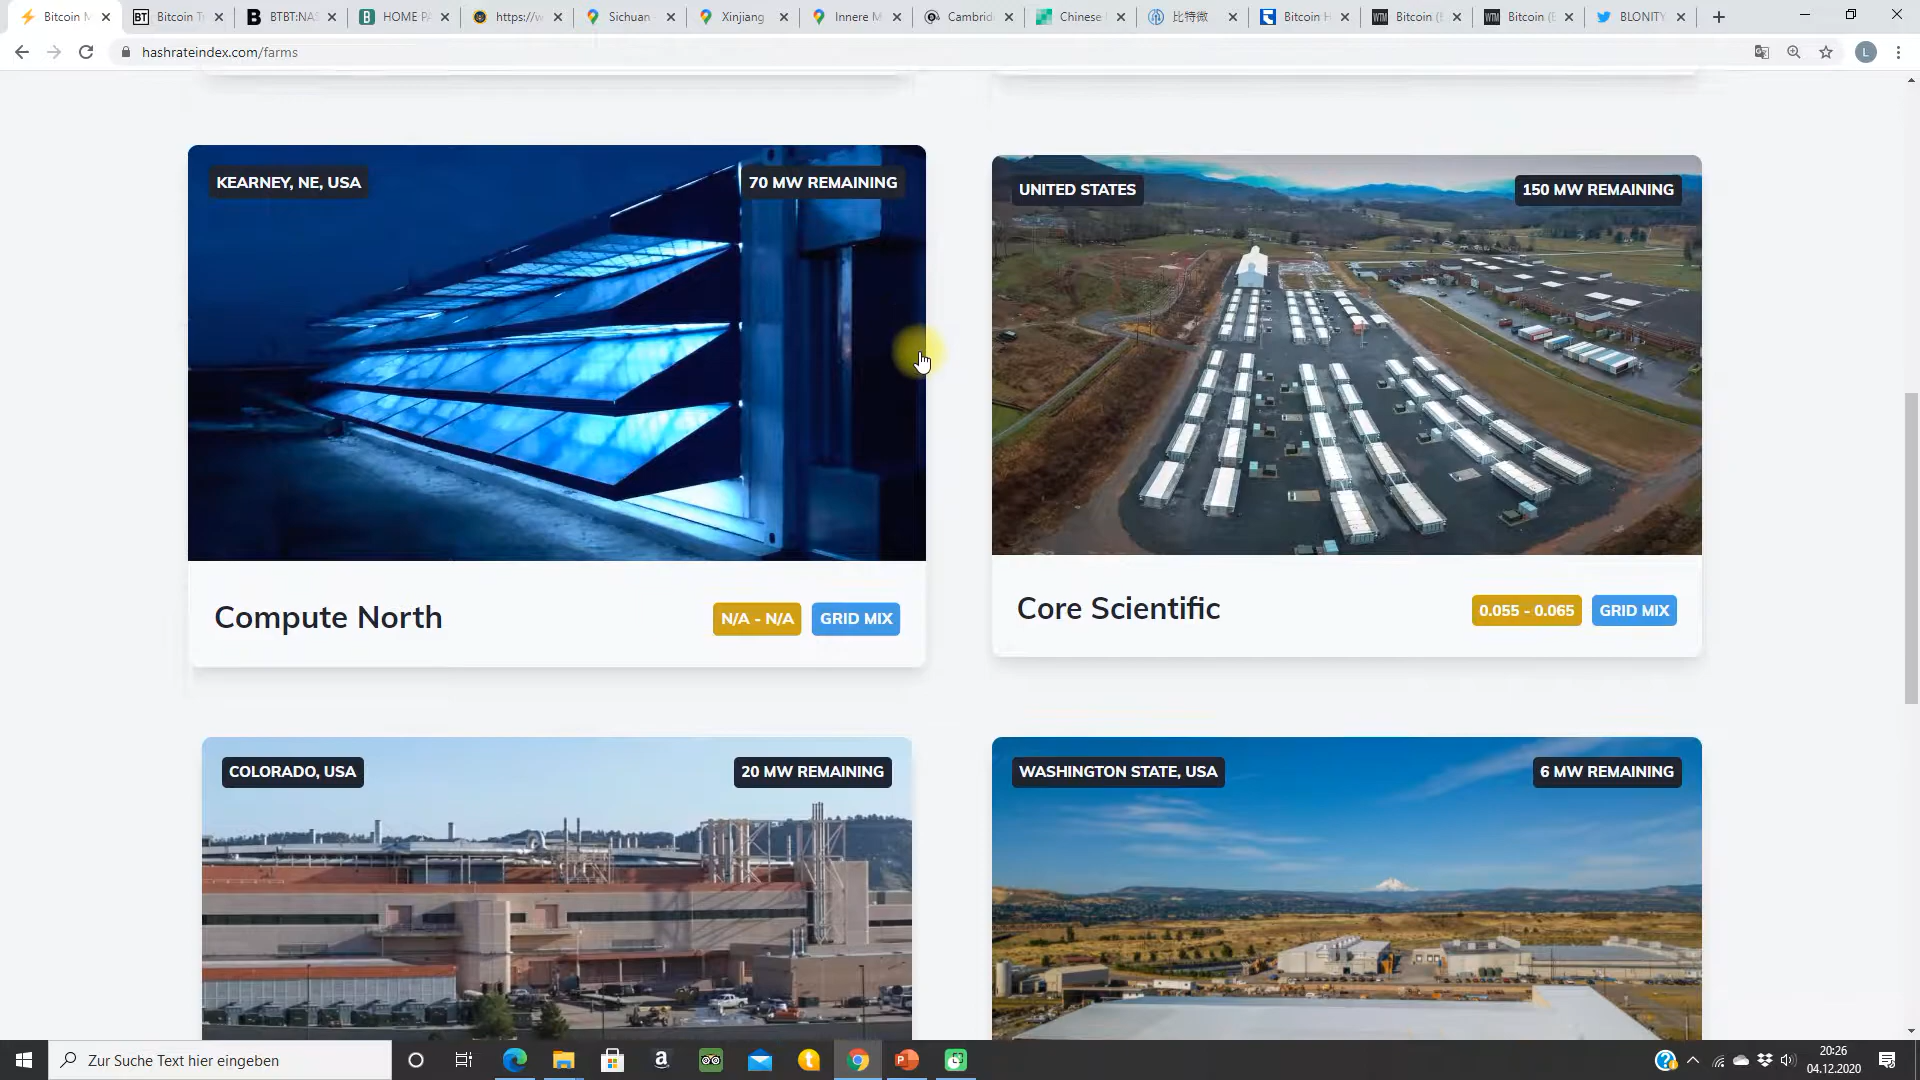 Bitcoin M
Bitcoin T
BTBT:NAS
HOME PA
https://w
Sichuan
Xinjiang
Innere M
Cambrid
Chinese
比特微
Bitcoin H
Bitcoin (B
Bitcoin (B
BLONITY
hashrateindex.com/farms
L
KEARNEY, NE, USA
70 MW REMAINING
UNITED STATES
150 MW REMAINING
Compute North
N/A - N/A
GRID MIX
Core Scientific
0.055 - 0.065
GRID MIX
COLORADO, USA
20 MW REMAINING
WASHINGTON STATE, USA
6 MW REMAINING
Zur Suche Text hier eingeben
20:26
04.12.2020